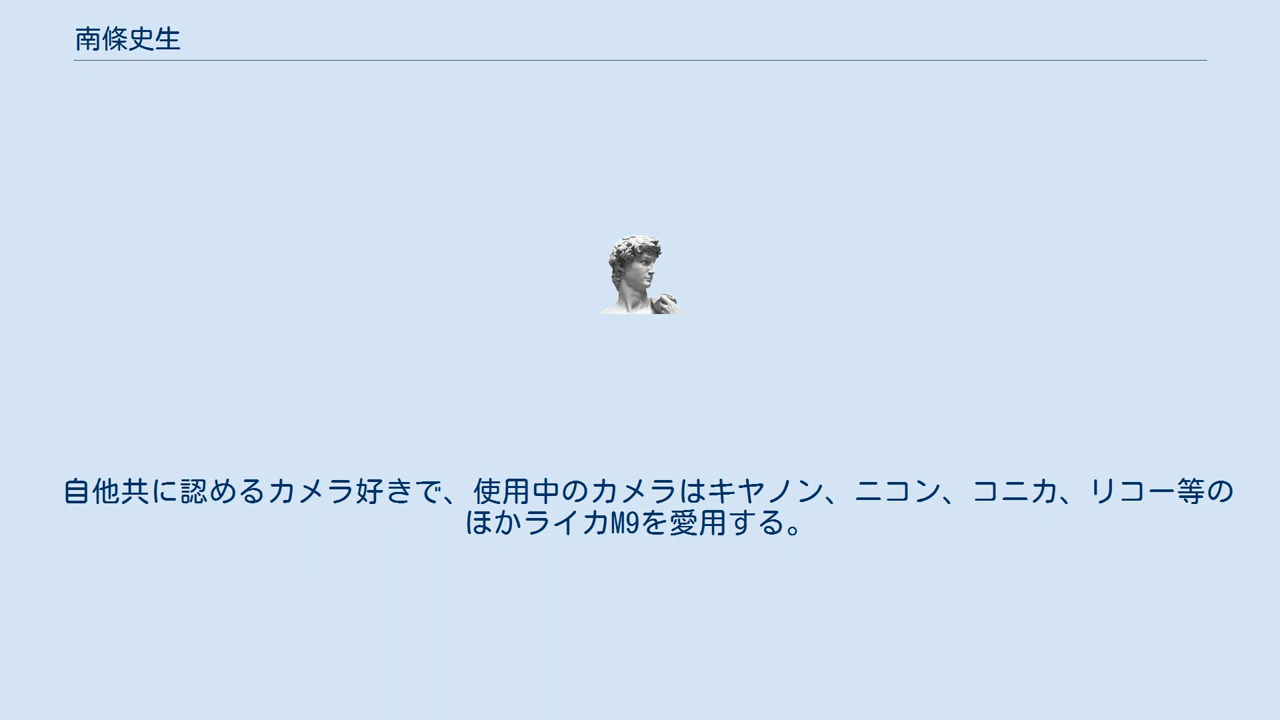 南條史生
自他共に認めるカメラ好きで、使用中のカメラはキヤノン、ニコン、コニカ、リコー等の
ほかライカM9を愛用する。